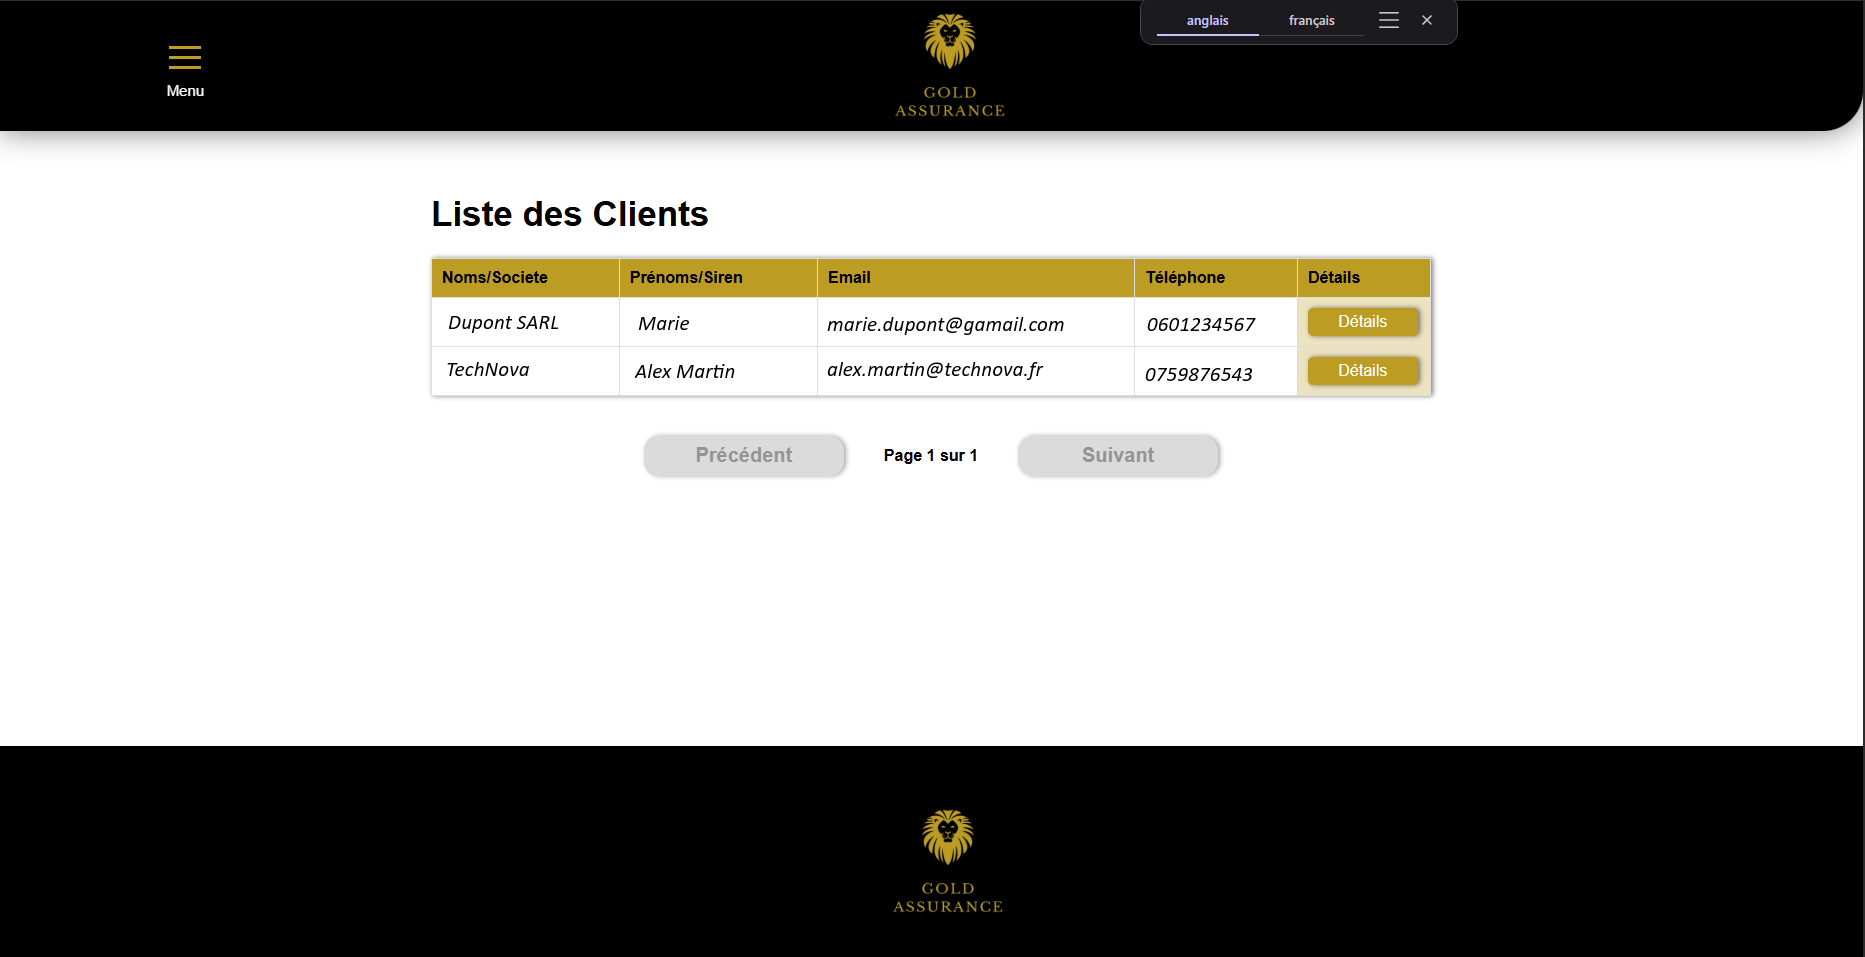 anglais français
Menu
GOLD
ASSURANCE
Liste des Clients
Noms/Societe Prénoms/Siren Email Téléphone Détails
Dupont SARL Marie marie.dupont@gamail.com 0601234567 Détails
TechNova Alex Martin alex.martin@technova.fr 0759876543 Détails
Précédent Page 1 sur 1 Suivant
GOLD
ASSURANCE